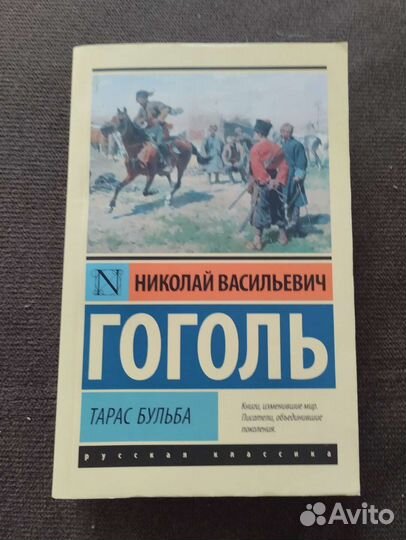 N НИКОЛАЙ ВАСИЛЬЕВИЧ
ГОГОЛЬ
ТАРАС БУЛЬБА
Книги, изменившие мир.
Писатели, объединившие
поколения.
русская классика
Avito